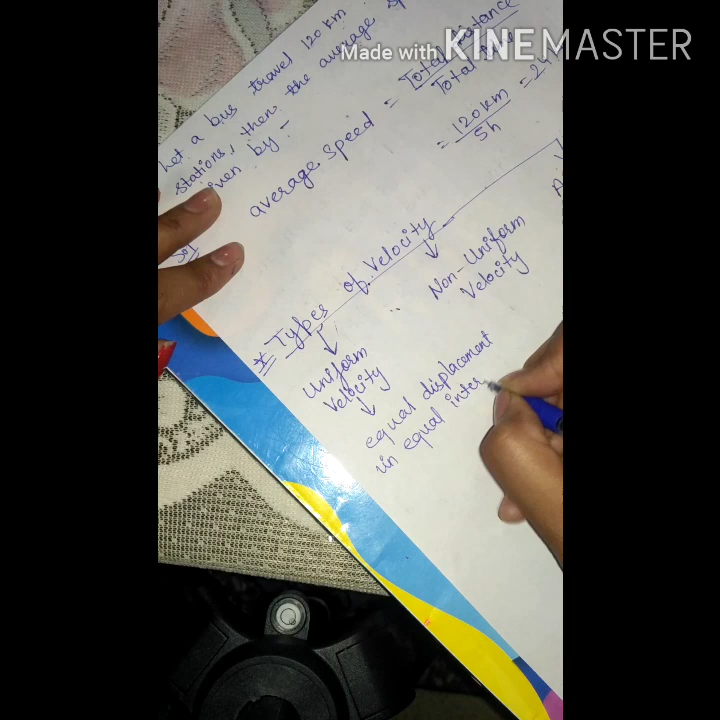 Made with KINEMASTER
Let a bus travel 120 km
stations, then the average
given by -
average speed = Total distance
Total
= 120 km
5h
= 24
* Types of Velocity
Uniform
Velocity
Non-Uniform
Velocity
equal displacement
in equal inter